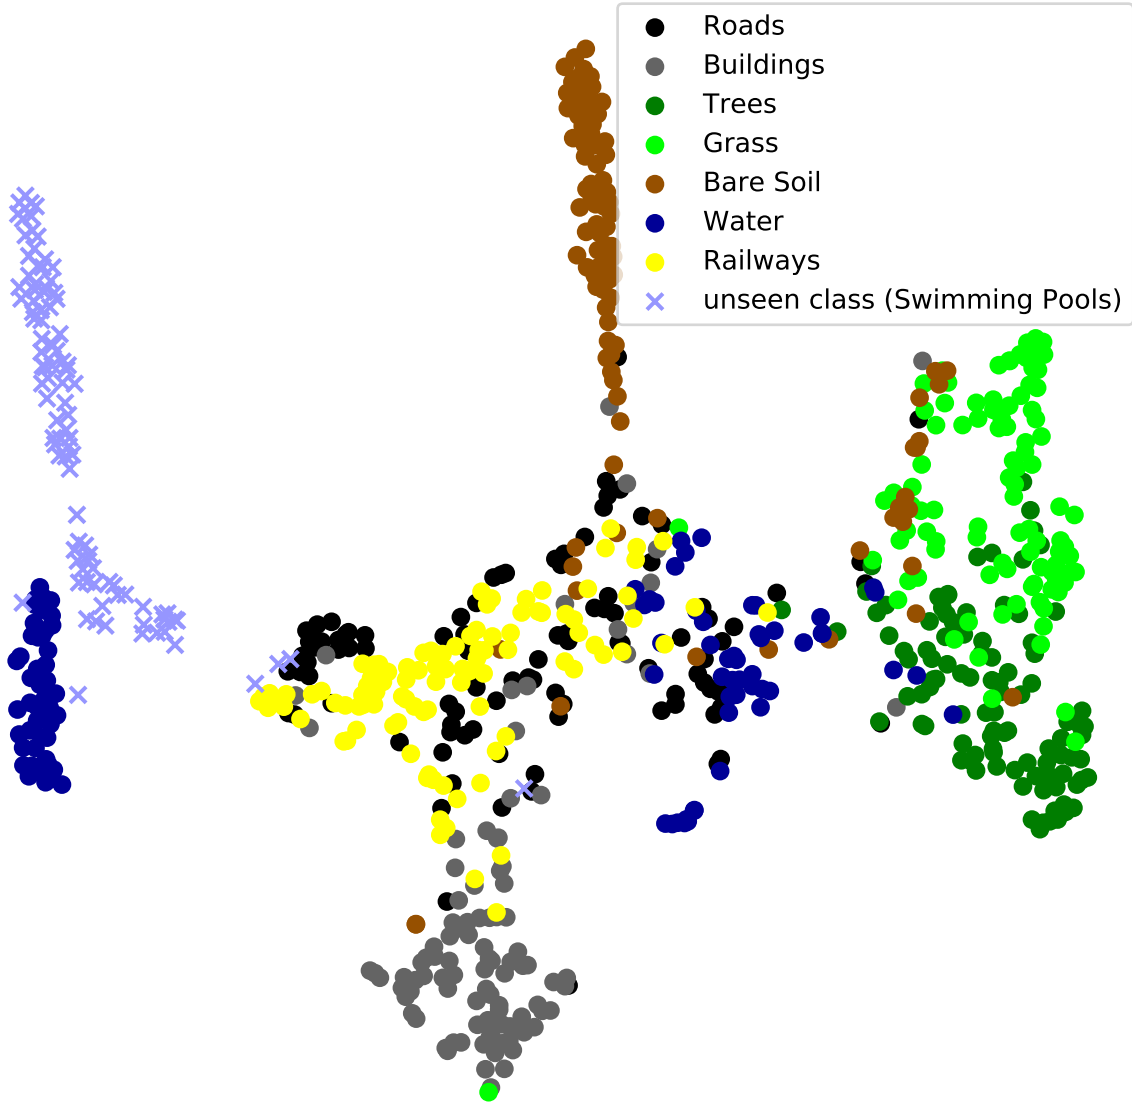 Roads
Buildings
Trees
Grass
Bare Soil
Water
Railways
unseen class (Swimming Pools)